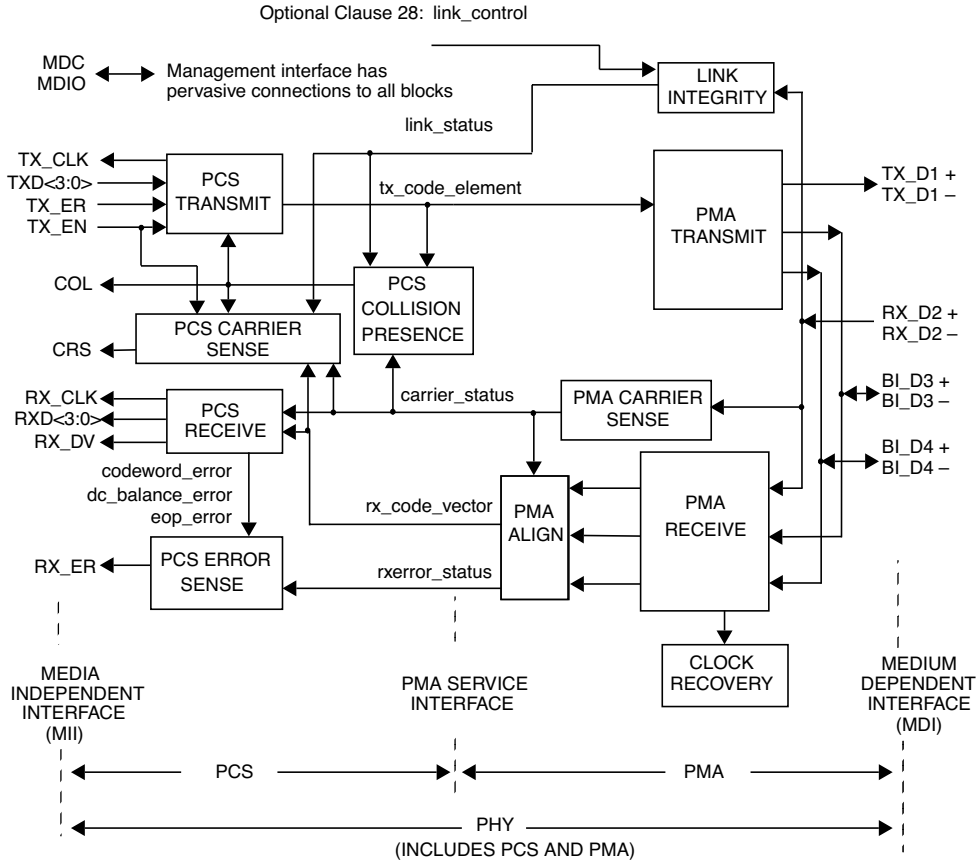 Optional Clause 28: link_control
MDC
MDIO
Management interface has
pervasive connections to all blocks
LINK
INTEGRITY
link_status
TX_CLK
TXD<3:0>
TX_ER
TX_EN
PCS
TRANSMIT
tx_code_element
PMA
TRANSMIT
TX_D1 +
TX_D1 –
COL
PCS
COLLISION
PRESENCE
PCS CARRIER
SENSE
CRS
RX_D2 +
RX_D2 –
RX_CLK
RXD<3:0>
RX_DV
PCS
RECEIVE
carrier_status
PMA CARRIER
SENSE
BI_D3 +
BI_D3 –
BI_D4 +
BI_D4 –
codeword_error
dc_balance_error
eop_error
rx_code_vector
PMA
ALIGN
PMA
RECEIVE
RX_ER
PCS ERROR
SENSE
rxerror_status
CLOCK
RECOVERY
MEDIA
INDEPENDENT
INTERFACE
(MII)
PMA SERVICE
INTERFACE
MEDIUM
DEPENDENT
INTERFACE
(MDI)
PCS
PMA
PHY
(INCLUDES PCS AND PMA)